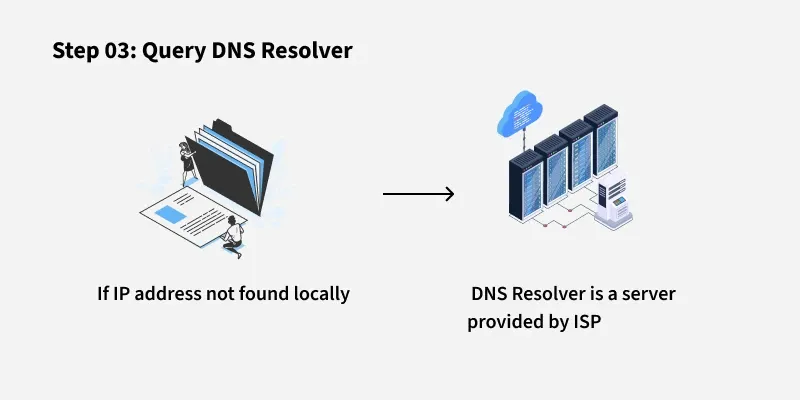 Step 03: Query DNS Resolver
If IP address not found locally
DNS Resolver is a server
provided by ISP